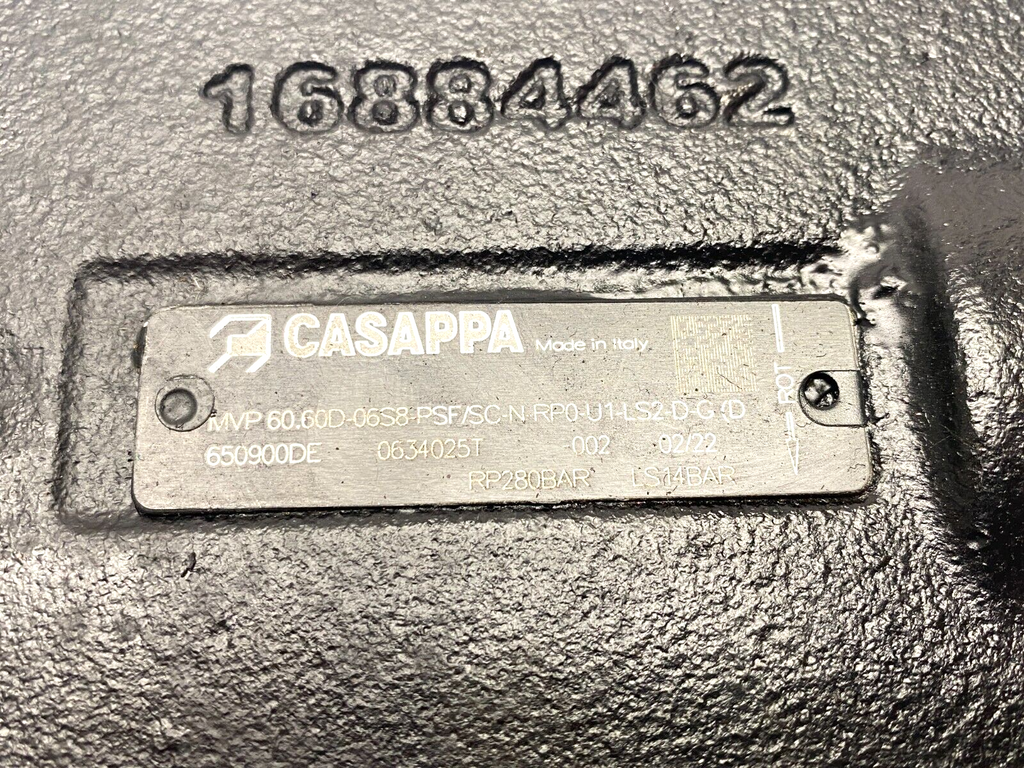 16884462
CASAPPA Made in Italy
MVP 60.60D-06S8-PSF/SC-N RP0-U1-LS2-D-G
650900DE 0634025T 002 02/22
RP280BAR LS14BAR
ROT